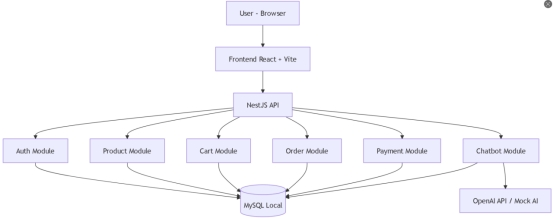 User - Browser
Frontend React + Vite
NestJS API
Auth Module
Product Module
Cart Module
Order Module
Payment Module
Chatbot Module
MySQL Local
OpenAI API / Mock AI